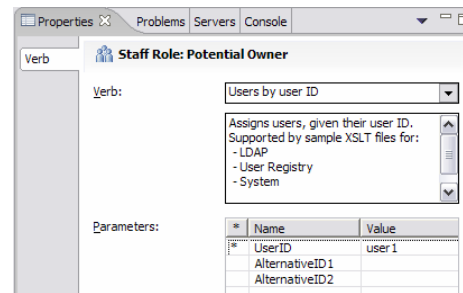 Properties Problems Servers Console
Verb
Staff Role: Potential Owner
Verb: Users by user ID
Assigns users, given their user ID.
Supported by sample XSLT files for:
- LDAP
- User Registry
- System
Parameters:
* Name Value
* UserID user1
AlternativeID1
AlternativeID2